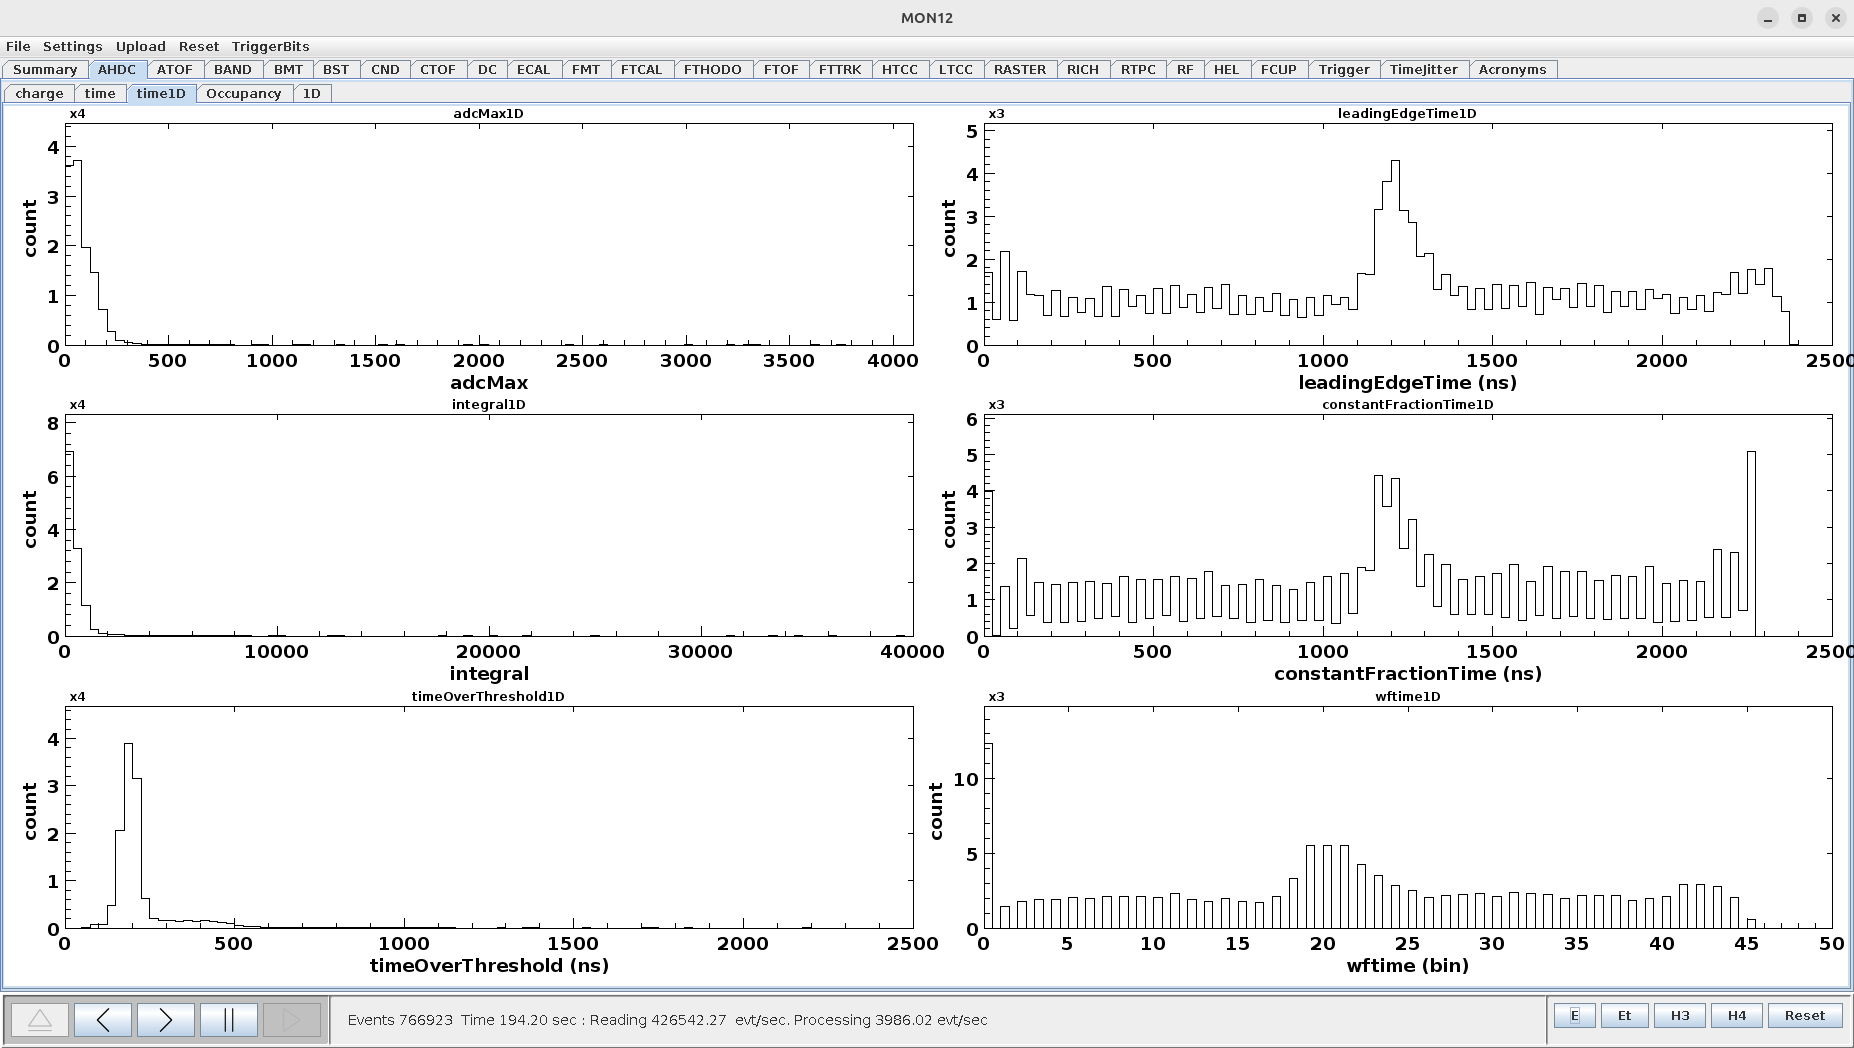 MON12
File Settings Upload Reset TriggerBits
Summary AHDC ATOF BAND BMT BST CND CTOF DC ECAL FMT FTCAL FTHODO FTOF FTTRK HTCC LTCC RASTER RICH RTPC RF HEL FCUP Trigger TimeJitter Acronyms
charge time time1D Occupancy 1D
x4 adcMax1D
count
4
3
2
1
0
0 500 1000 1500 2000 2500 3000 3500 4000
adcMax
x3 leadingEdgeTime1D
count
5
4
3
2
1
0
0 500 1000 1500 2000 2500
leadingEdgeTime (ns)
x4 integral1D
count
8
6
4
2
0
0 10000 20000 30000 40000
integral
x3 constantFractionTime1D
count
6
5
4
3
2
1
0
0 500 1000 1500 2000 2500
constantFractionTime (ns)
x4 timeOverThreshold1D
count
4
3
2
1
0
0 500 1000 1500 2000 2500
timeOverThreshold (ns)
x3 wftime1D
count
10
5
0
0 5 10 15 20 25 30 35 40 45 50
wftime (bin)
Events 766923 Time 194.20 sec : Reading 426542.27 evt/sec. Processing 3986.02 evt/sec
E Et H3 H4 Reset